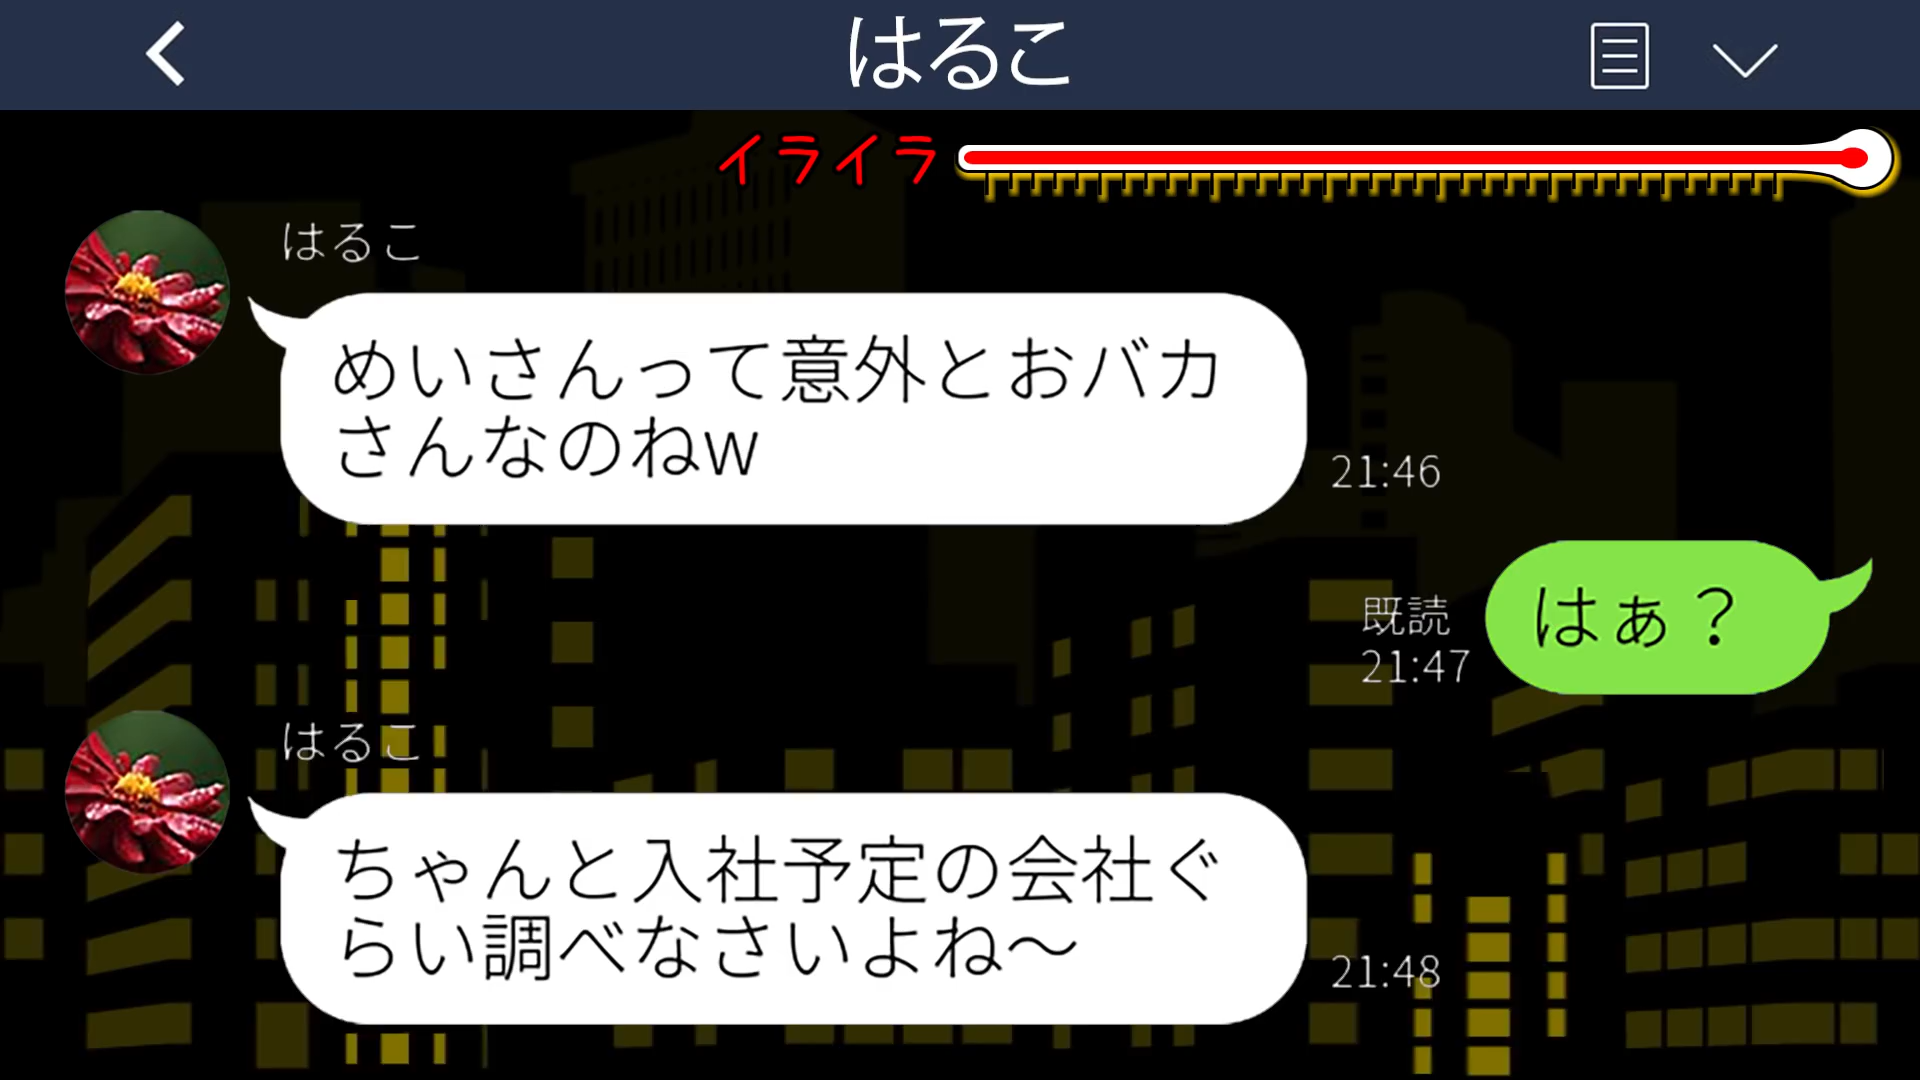 はるこ
イライラ
はるこ
めいさんって意外とおバカ
さんなのねw
21:46
はぁ？
既読
21:47
はるこ
ちゃんと入社予定の会社ぐ
らい調べなさいよね〜
21:48